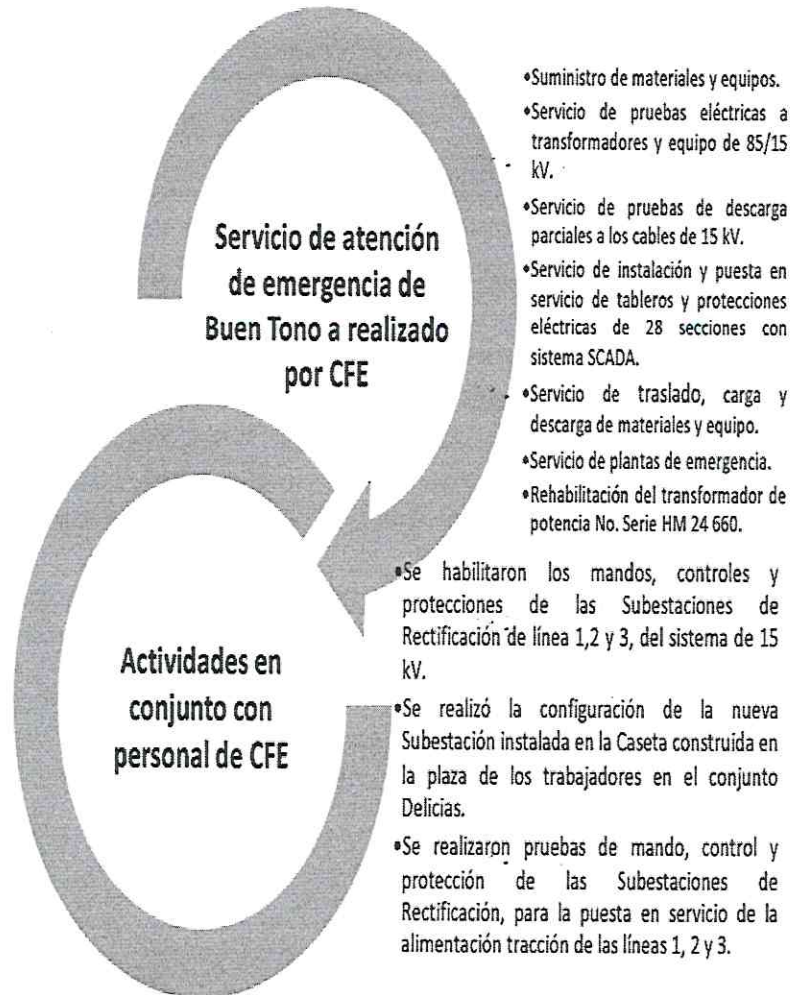 Servicio de atención
de emergencia de
Buen Tono a realizado
por CFE
•Suministro de materiales y equipos.
•Servicio de pruebas eléctricas a
transformadores y equipo de 85/15
kV.
•Servicio de pruebas de descarga
parciales a los cables de 15 kV.
•Servicio de instalación y puesta en
servicio de tableros y protecciones
eléctricas de 28 secciones con
sistema SCADA.
•Servicio de traslado, carga y
descarga de materiales y equipo.
•Servicio de plantas de emergencia.
•Rehabilitación del transformador de
potencia No. Serie HM 24 660.
Actividades en
conjunto con
personal de CFE
•Se habilitaron los mandos, controles y
protecciones de las Subestaciones de
Rectificación de línea 1,2 y 3, del sistema de 15
kV.
•Se realizó la configuración de la nueva
Subestación instalada en la Caseta construida en
la plaza de los trabajadores en el conjunto
Delicias.
•Se realizaron pruebas de mando, control y
protección de las Subestaciones de
Rectificación, para la puesta en servicio de la
alimentación tracción de las líneas 1, 2 y 3.